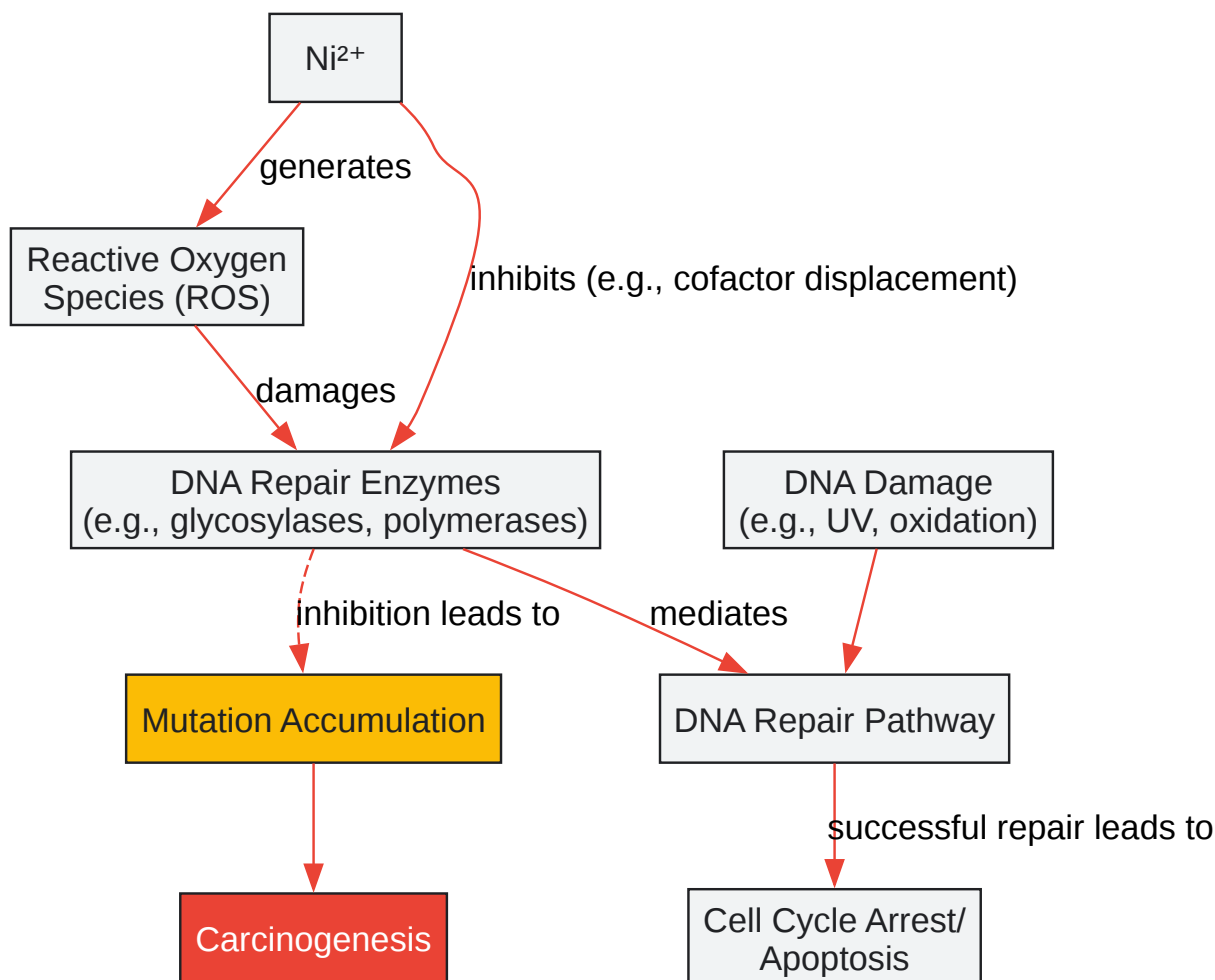 Ni²⁺
generates
Reactive Oxygen
Species (ROS)
inhibits (e.g., cofactor displacement)
damages
DNA Repair Enzymes
(e.g., glycosylases, polymerases)
DNA Damage
(e.g., UV, oxidation)
inhibition leads to
mediates
Mutation Accumulation
DNA Repair Pathway
successful repair leads to
Carcinogenesis
Cell Cycle Arrest/
Apoptosis